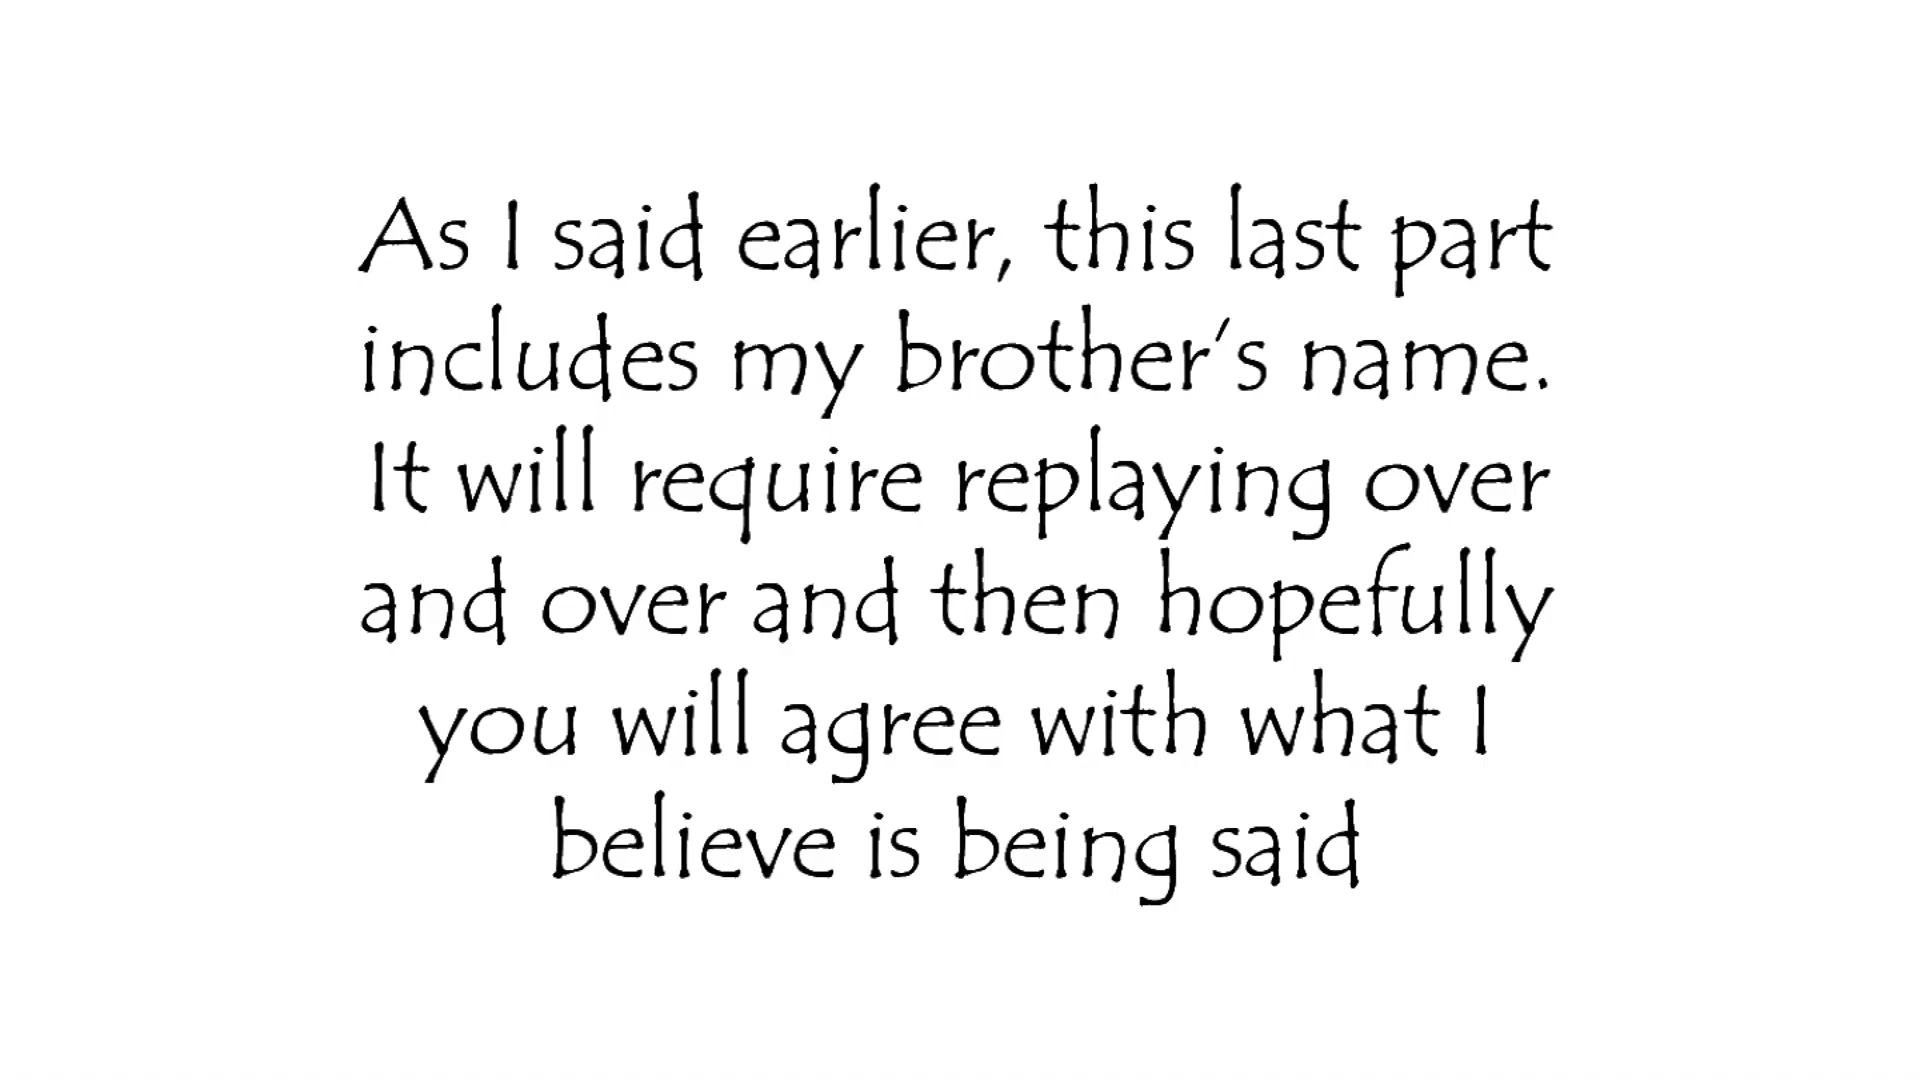 As I said earlier, this last part
includes my brother's name.
It will require replaying over
and over and then hopefully
you will agree with what I
believe is being said